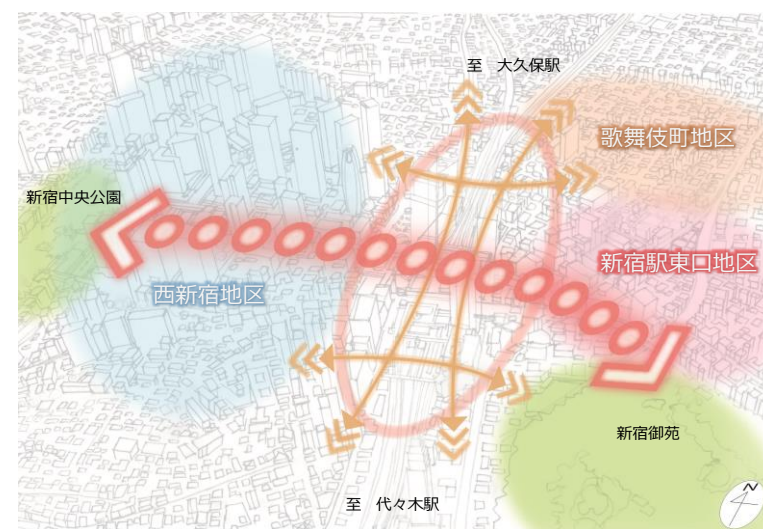 至　大久保駅
歌舞伎町地区
新宿中央公園
新宿駅東口地区
西新宿地区
新宿御苑
至　代々木駅
N